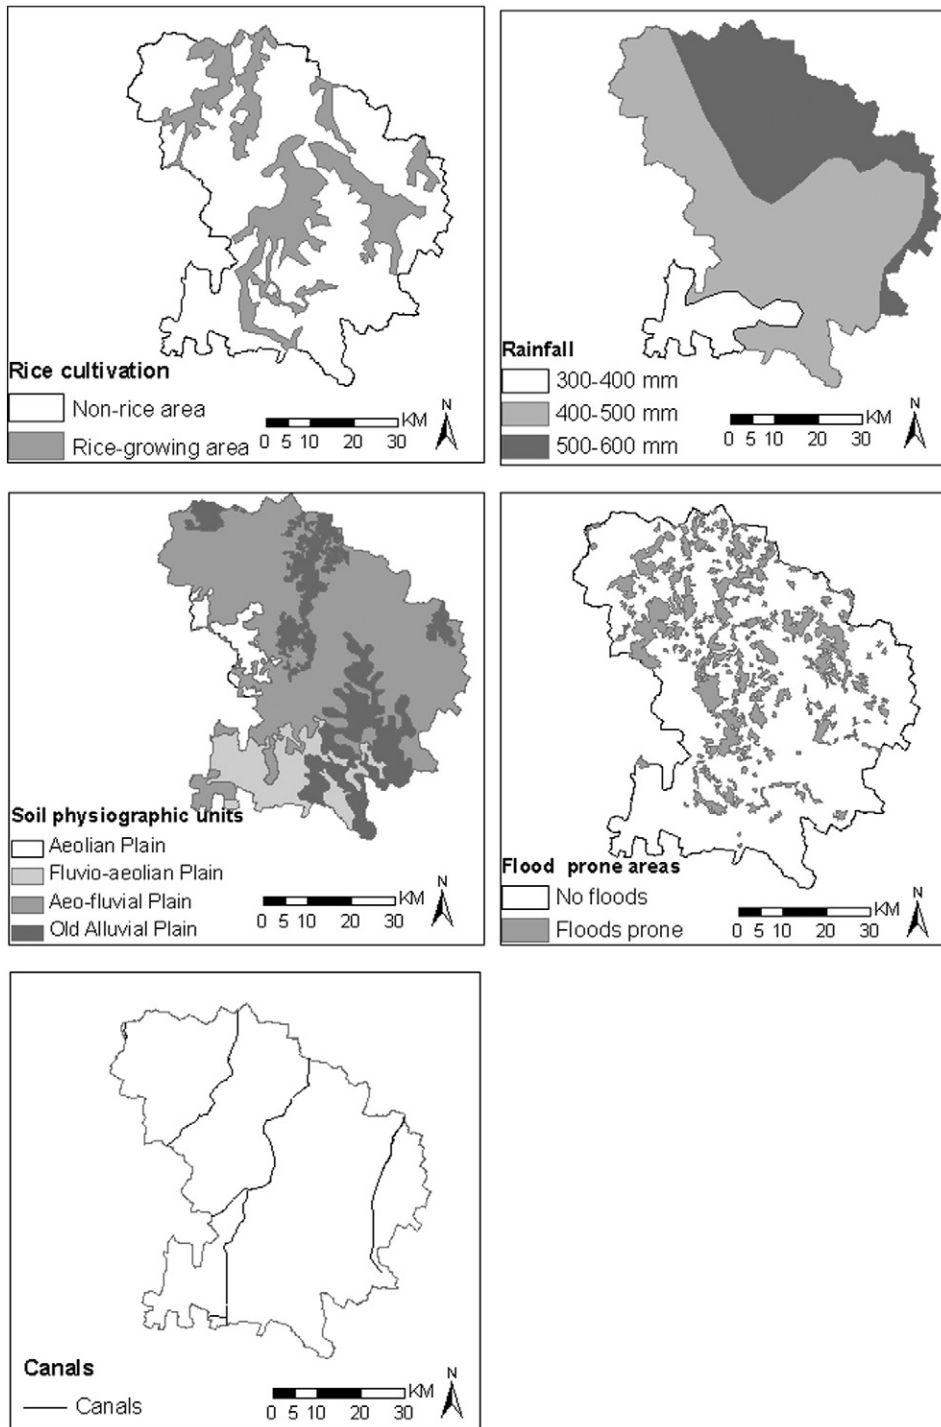 Rice cultivation
Non-rice area
Rice-growing area
0 5 10 20 30
KM
N
Rainfall
300-400 mm
400-500 mm
500-600 mm
0 5 10 20 30
KM
N
Soil physiographic units
Aeolian Plain
Fluvio-aeolian Plain
Aeo-fluvial Plain
Old Alluvial Plain
0 5 10 20 30
KM
N
Flood prone areas
No floods
Floods prone
0 5 10 20 30
KM
N
Canals
Canals
0 5 10 20 30
KM
N